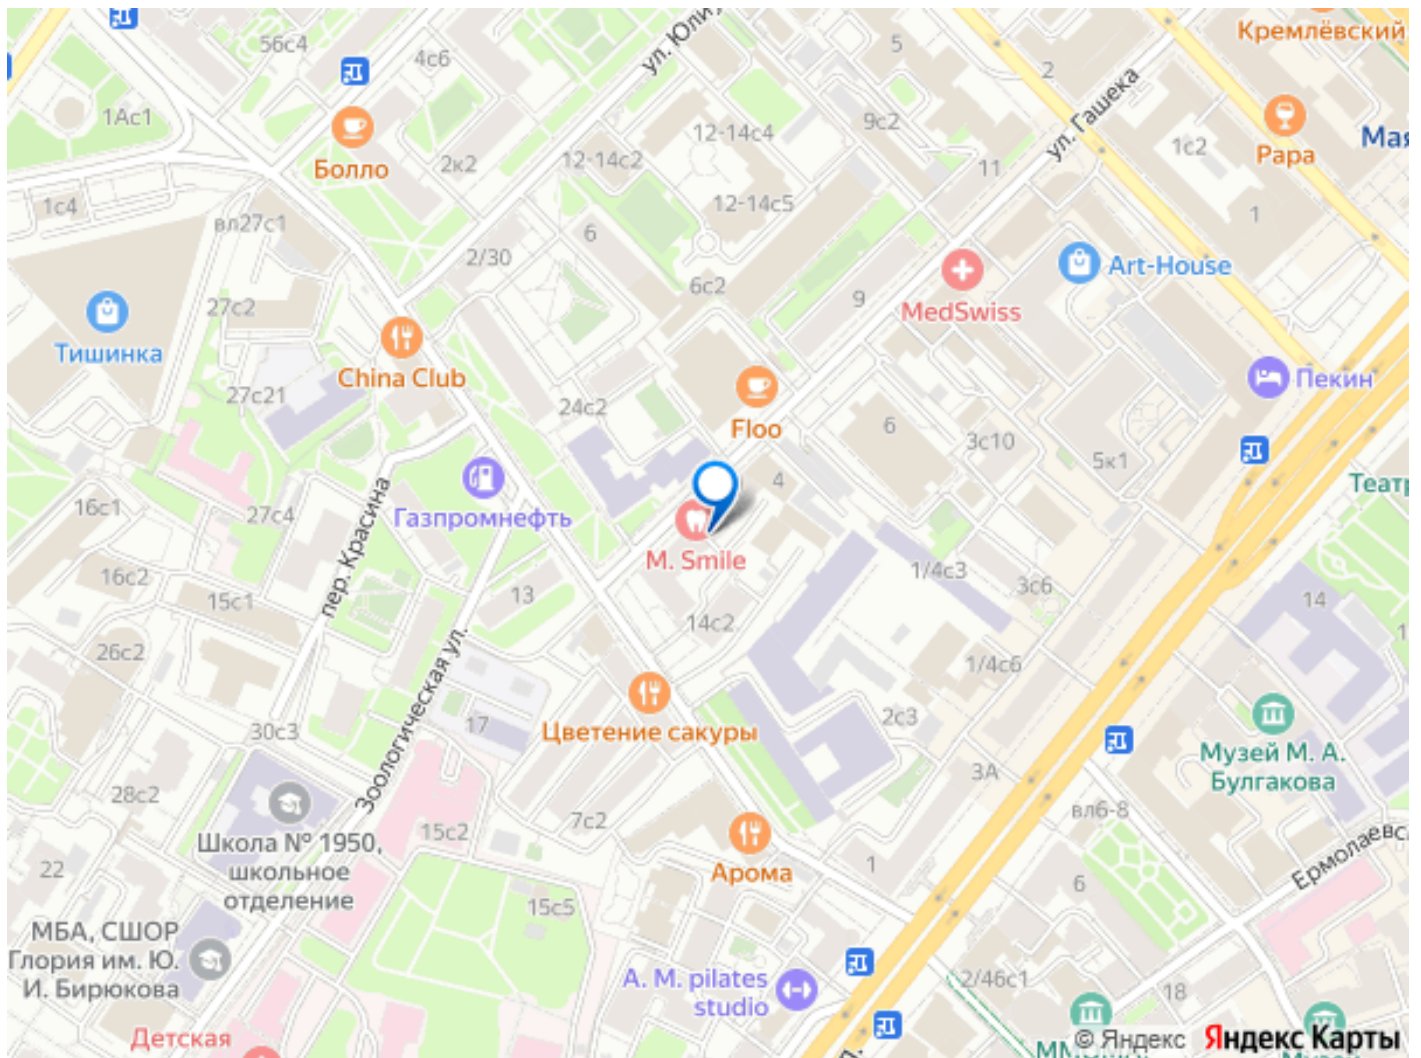 Кремлёвский
56с4
4с6
ул. Юлиу
5
2
ул. Гашека
1Ас1
Болло
2к2
12-14с4
12-14с2
9с2
11
1с2
Papa
Мая
1с4
вл27с1
2/30
6
12-14с5
1
6с2
9
MedSwiss
Art-House
27с2
Тишинка
China Club
27с21
24с2
Floo
6
3с10
5к1
Пекин
4
Театр
16с1
27с4
пер. Красина
Газпромнефть
M. Smile
16с2
15с1
13
14с2
1/4с3
3с6
14
1
26с2
30с3
Зоологическая ул.
17
Цветение сакуры
2с3
1/4с6
3А
Музей М. А.
Булгакова
28с2
7с2
вл6-8
Школа № 1950,
школьное
отделение
15с2
22
Арома
1
6
Ермолаевс
15с5
МБА, СШОР
Глория им. Ю.
И. Бирюкова
A. M. pilates
studio
2/46с1
18
Детская
© Яндекс
Яндекс Карты